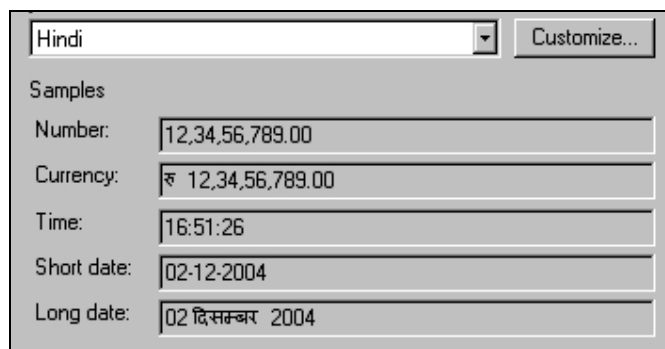 Hindi Customize...
Samples
Number: 12,34,56,789.00
Currency: रु 12,34,56,789.00
Time: 16:51:26
Short date: 02-12-2004
Long date: 02 दिसम्बर 2004